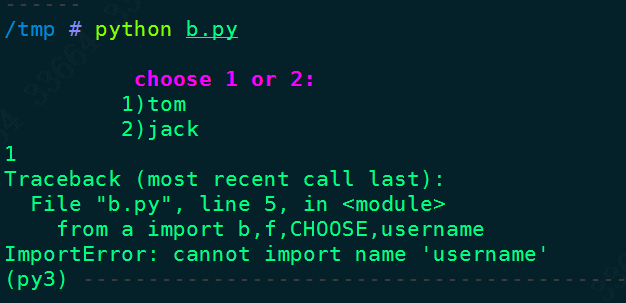 ------
/tmp # python b.py
choose 1 or 2:
1)tom
2)jack
1
Traceback (most recent call last):
File "b.py", line 5, in <module>
from a import b,f,CHOOSE,username
ImportError: cannot import name 'username'
(py3) ------------------------------------------